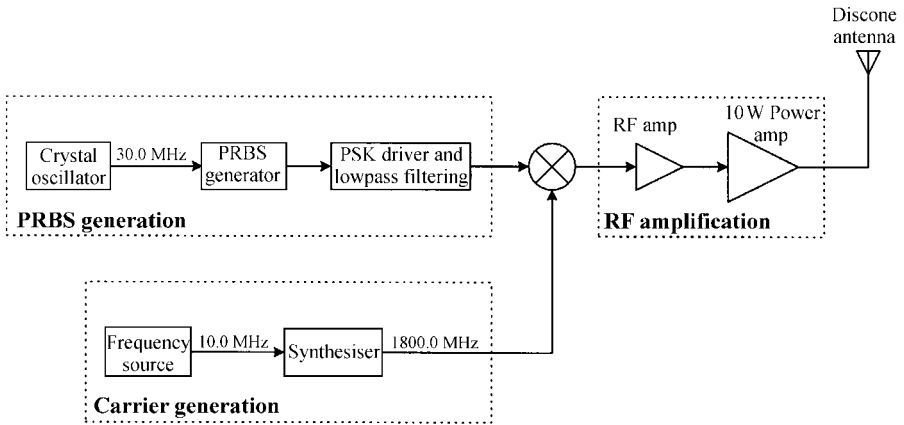 Discone
antenna
RF amp
10W Power
amp
Crystal
oscillator
30.0 MHz
PRBS
generator
PSK driver and
lowpass filtering
PRBS generation
RF amplification
Frequency
source
10.0 MHz
Synthesiser
1800.0 MHz
Carrier generation